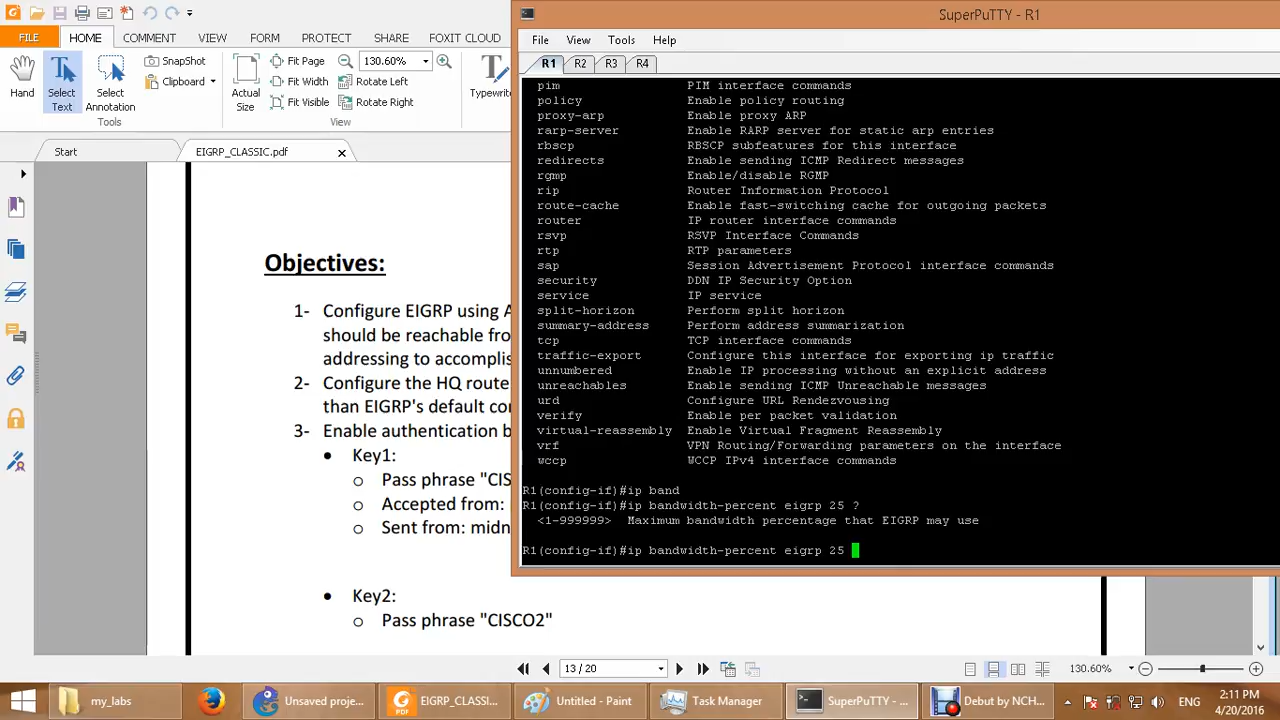 SuperPuTTY - R1
FILE HOME COMMENT VIEW FORM PROTECT SHARE FOXIT CLOUD
File View Tools Help
Hand
Select Text
Select Annotation
SnapShot
Clipboard
Tools
Actual Size
Fit Page
Fit Width
Fit Visible
130.60%
Rotate Left
Rotate Right
View
Typewrite
R1 R2 R3 R4
Start EIGRP_CLASSIC.pdf
pim PIM interface commands
policy Enable policy routing
proxy-arp Enable proxy ARP
rarp-server Enable RARP server for static arp entries
rbscp RBSCP subfeatures for this interface
redirects Enable sending ICMP Redirect messages
rgmp Enable/disable RGMP
rip Router Information Protocol
route-cache Enable fast-switching cache for outgoing packets
router IP router interface commands
rsvp RSVP Interface Commands
rtp RTP parameters
sap Session Advertisement Protocol interface commands
security DDN IP Security Option
service IP service
split-horizon Perform split horizon
summary-address Perform address summarization
tcp TCP interface commands
traffic-export Configure this interface for exporting ip traffic
unnumbered Enable IP processing without an explicit address
unreachables Enable sending ICMP Unreachable messages
urd Configure URL Rendezvousing
verify Enable per packet validation
virtual-reassembly Enable Virtual Fragment Reassembly
vrf VPN Routing/Forwarding parameters on the interface
wccp WCCP IPv4 interface commands
R1(config-if)#ip band
R1(config-if)#ip bandwidth-percent eigrp 25 ?
<1-999999> Maximum bandwidth percentage that EIGRP may use
R1(config-if)#ip bandwidth-percent eigrp 25
Objectives:
1- Configure EIGRP using A
should be reachable fro
addressing to accomplis
2- Configure the HQ route
than EIGRP's default co
3- Enable authentication b
• Key1:
o Pass phrase "CIS
o Accepted from:
o Sent from: midn
• Key2:
o Pass phrase "CISCO2"
13 / 20
130.60%
my_labs
Unsaved proje...
EIGRP_CLASSI...
Untitled - Paint
Task Manager
SuperPuTTY - ...
Debut by NCH...
ENG
2:11 PM
4/20/2016